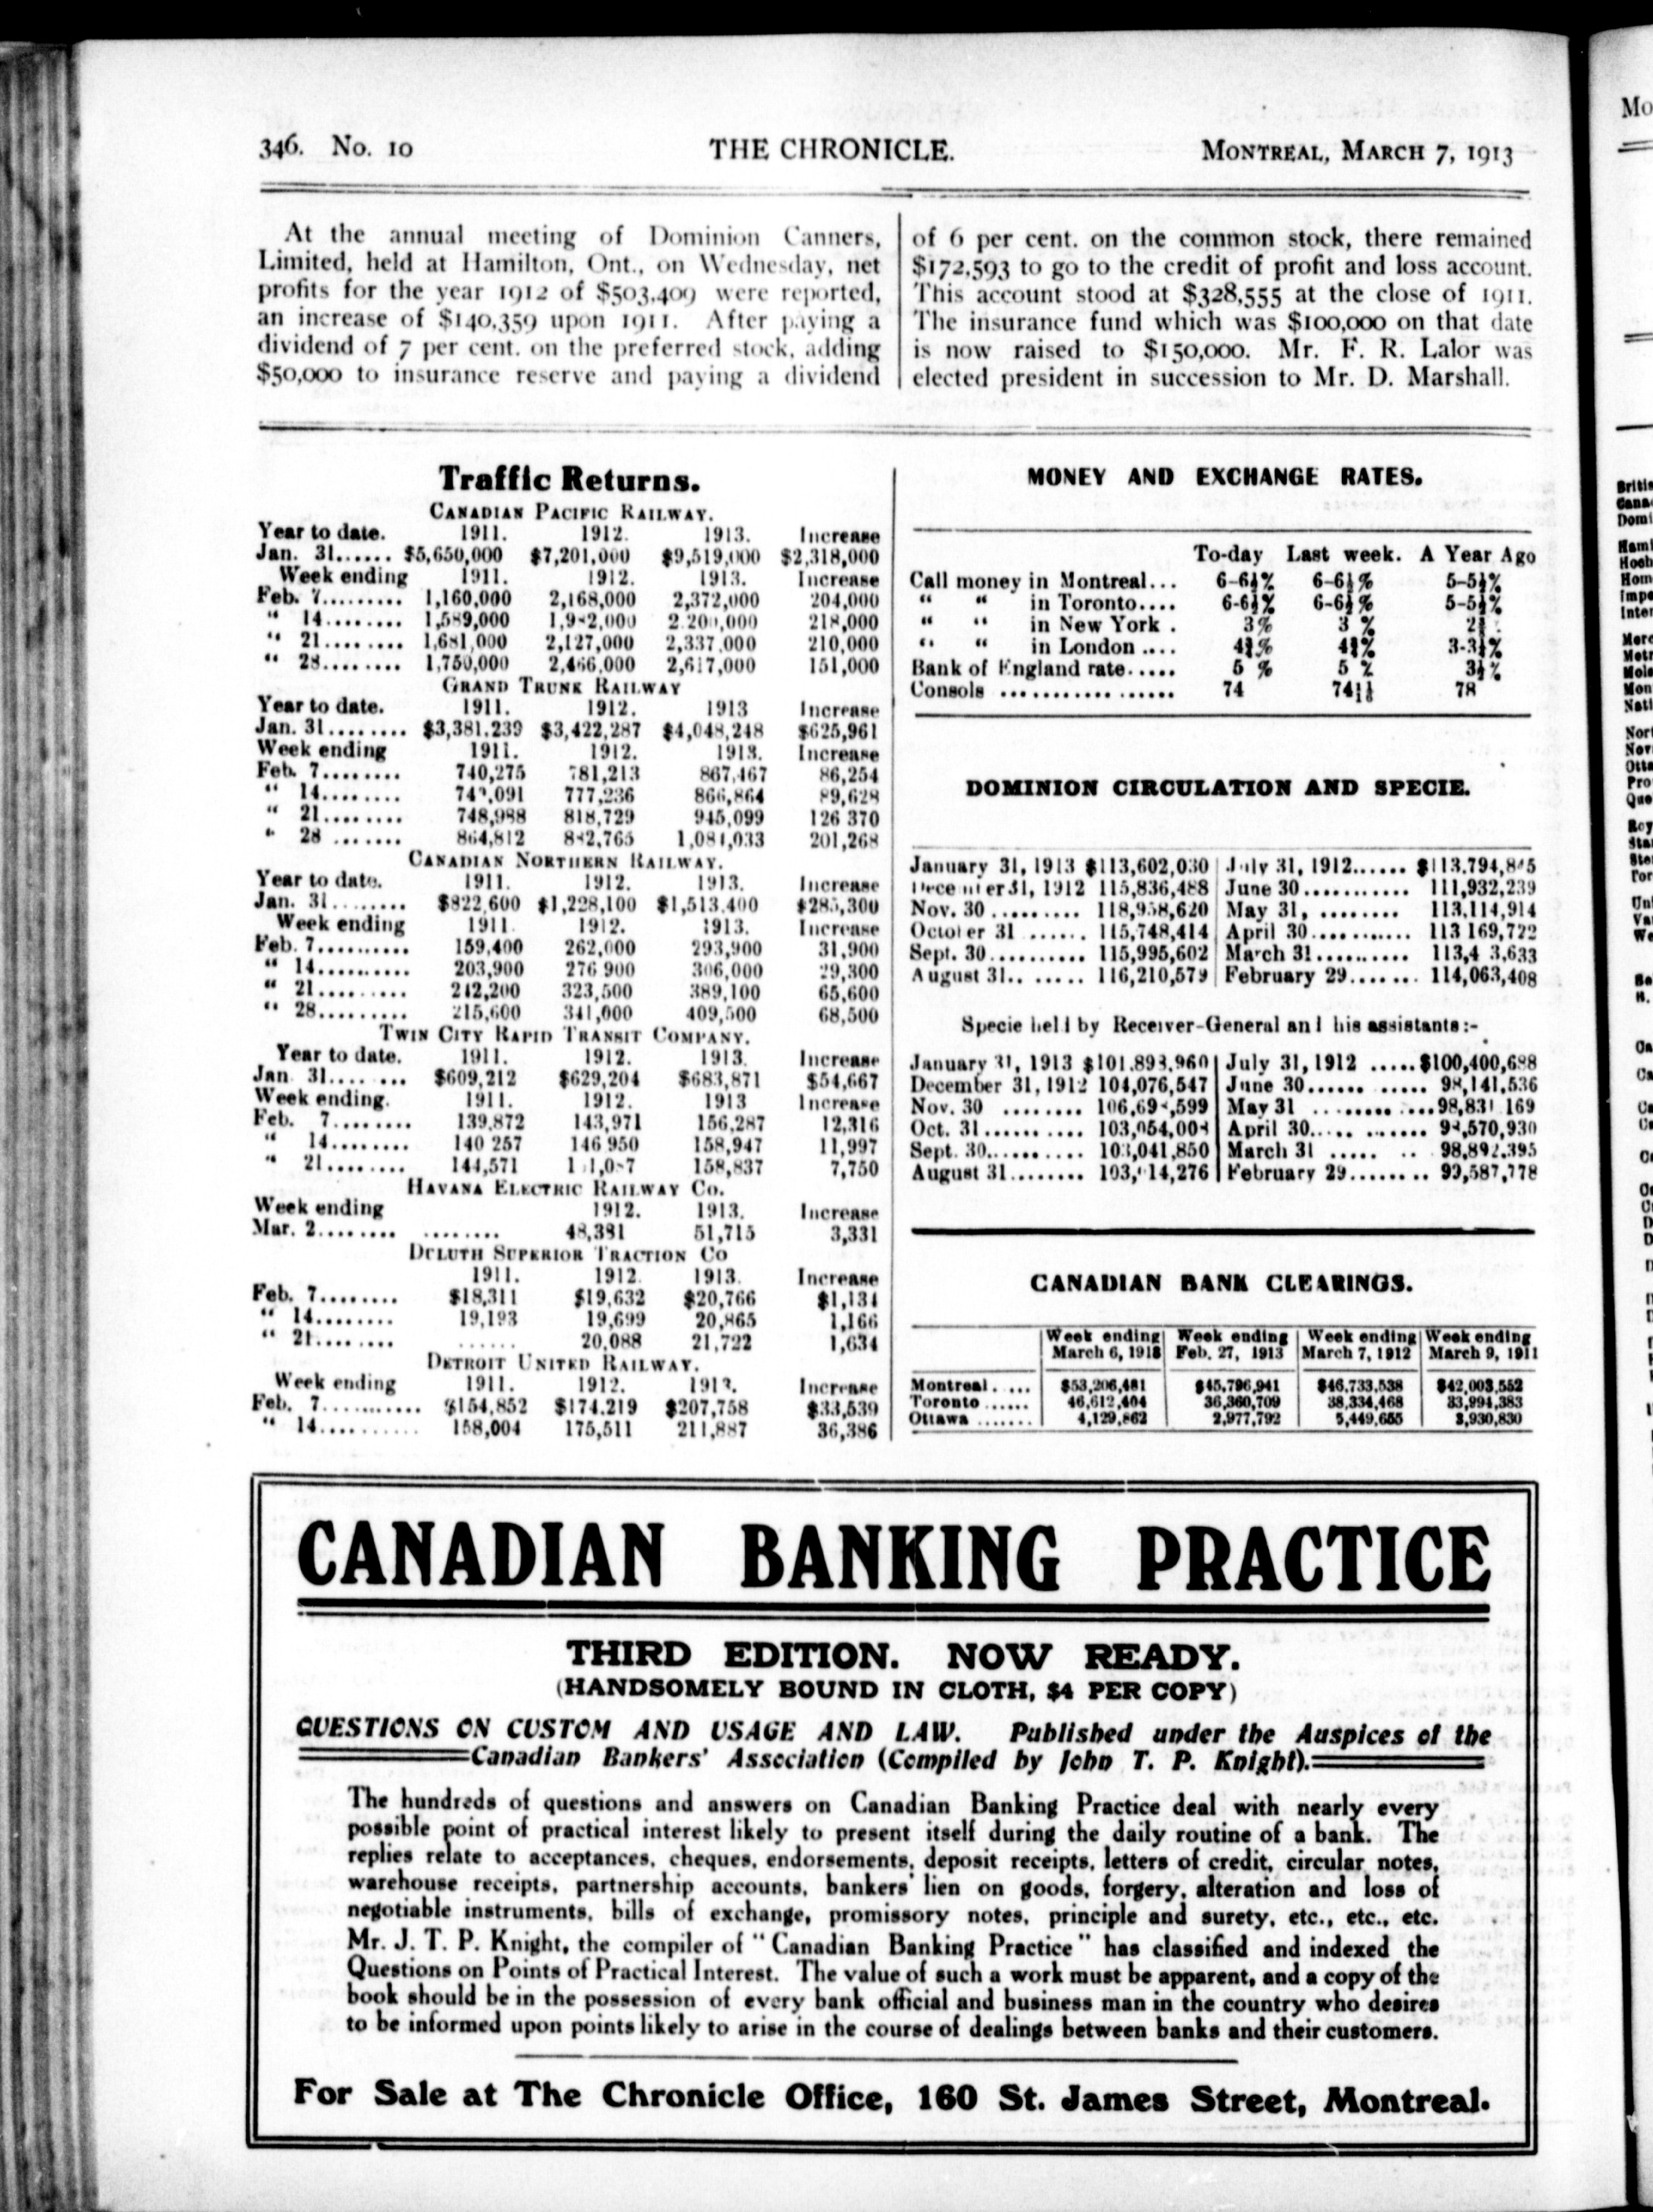 346. No. 10 THE CHRONICLE. MONTREAL, MARCH 7, 1913
At the annual meeting of Dominion Canners,
Limited, held at Hamilton, Ont., on Wednesday, net
profits for the year 1912 of $503,409 were reported,
an increase of $140,359 upon 1911. After paying a
dividend of 7 per cent. on the preferred stock, adding
$50,000 to insurance reserve and paying a dividend
of 6 per cent. on the common stock, there remained
$172,593 to go to the credit of profit and loss account.
This account stood at $328,555 at the close of 1911.
The insurance fund which was $100,000 on that date
is now raised to $150,000. Mr. F. R. Lalor was
elected president in succession to Mr. D. Marshall.
Traffic Returns.
CANADIAN PACIFIC RAILWAY.
Year to date. 1911. 1912. 1913. Increase
Jan. 31...... $5,650,000 $7,201,000 $9,519,000 $2,318,000
Week ending 1911. 1912. 1913. Increase
Feb. 7......... 1,160,000 2,168,000 2,372,000 204,000
" 14........ 1,589,000 1,982,000 2,200,000 218,000
" 21........ 1,681,000 2,127,000 2,337,000 210,000
" 28........ 1,750,000 2,466,000 2,617,000 151,000
GRAND TRUNK RAILWAY
Year to date. 1911. 1912. 1913 Increase
Jan. 31........ $3,381,239 $3,422,287 $4,048,248 $625,961
Week ending 1911. 1912. 1913. Increase
Feb. 7........ 740,275 781,213 867,467 86,254
" 14........ 777,236 866,864 89,628
" 21........ 748,988 818,729 945,099 126 370
" 28 ....... 864,812 882,765 1,084,033 201,268
CANADIAN NORTHERN RAILWAY.
Year to date. 1911. 1912. 1913. Increase
Jan. 31........ $822,600 $1,228,100 $1,513,400 $285,300
Week ending 1911. 1912. 1913. Increase
Feb. 7.......... 159,400 262,000 293,900 31,900
" 14.......... 203,900 276 900 306,000 29,300
" 21......... 242,200 323,500 389,100 65,600
" 28......... 215,600 341,000 409,500 68,500
TWIN CITY RAPID TRANSIT COMPANY.
Year to date. 1911. 1912. 1913. Increase
Jan. 31........ $609,212 $629,204 $683,871 $54,667
Week ending. 1911. 1912. 1913 Increase
Feb. 7........ 139,872 143,971 156,287 12,316
" 14........ 140 257 146 950 158,947 11,997
" 21........ 144,571 158,837 7,750
HAVANA ELECTRIC RAILWAY CO.
Week ending 1912. 1913. Increase
Mar. 2........ ........ 48,381 51,715 3,331
DULUTH SUPERIOR TRACTION CO
1911. 1912. 1913. Increase
Feb. 7........ $18,311 $19,632 $20,766 $1,134
" 14........ 19,193 19,699 20,865 1,166
" 21........ ...... 20,088 21,722 1,634
DETROIT UNITED RAILWAY.
Week ending 1911. 1912. 1913. Increase
Feb. 7........... $154,852 $174,219 $207,758 $33,539
" 14.......... 158,004 175,511 211,887 36,386
MONEY AND EXCHANGE RATES.
To-day Last week. A Year Ago
Call money in Montreal... 6-6½% 6-6½% 5-5½%
" " in Toronto.... 6-6½% 6-6½% 5-5½%
" " in New York . 3% 3 %
" " in London .... 4¾% 4¾%
Bank of England rate..... 5 % 5 % 3½%
Consols .................. 74 78
DOMINION CIRCULATION AND SPECIE.
January 31, 1913 $113,602,030 July 31, 1912...... $113,794,845
December 31, 1912 115,836,488 June 30........... 111,932,239
Nov. 30 .......... 118,958,620 May 31, ......... 113,114,914
October 31 ...... 115,748,414 April 30........... 113 169,722
Sept. 30.......... 115,995,602 March 31..........
August 31.. ...... 116,210,579 February 29....... 114,063,408
Specie held by Receiver-General and his assistants:-
January 31, 1913 $101,893,960 July 31, 1912 .....$100,400,688
December 31, 1912 104,076,547 June 30........... 98,141,536
Nov. 30 ........ May 31 ............98,831 169
Oct. 31.......... April 30............
Sept. 30.......... 103,041,850 March 31 ..... .. 98,892,395
August 31........ February 29........ 99,587,778
CANADIAN BANK CLEARINGS.
Week ending Week ending Week ending Week ending
March 6, 1913 Feb. 27, 1913 March 7, 1912 March 9, 1911
Montreal..... $53,206,481 $45,796,941 $46,733,538 $42,003,552
Toronto...... 46,612,404 36,360,709 38,334,468 33,994,383
Ottawa ....... 4,129,862 2,977,792 5,449,655 3,930,830
CANADIAN BANKING PRACTICE
THIRD EDITION. NOW READY.
(HANDSOMELY BOUND IN CLOTH, $4 PER COPY)
QUESTIONS ON CUSTOM AND USAGE AND LAW. Published under the Auspices of the
Canadian Bankers' Association (Compiled by John T. P. Knight).
The hundreds of questions and answers on Canadian Banking Practice deal with nearly every
possible point of practical interest likely to present itself during the daily routine of a bank. The
replies relate to acceptances, cheques, endorsements, deposit receipts, letters of credit, circular notes,
warehouse receipts, partnership accounts, bankers' lien on goods, forgery, alteration and loss of
negotiable instruments, bills of exchange, promissory notes, principle and surety, etc., etc., etc.
Mr. J. T. P. Knight, the compiler of "Canadian Banking Practice" has classified and indexed the
Questions on Points of Practical Interest. The value of such a work must be apparent, and a copy of the
book should be in the possession of every bank official and business man in the country who desires
to be informed upon points likely to arise in the course of dealings between banks and their customers.
For Sale at The Chronicle Office, 160 St. James Street, Montreal.